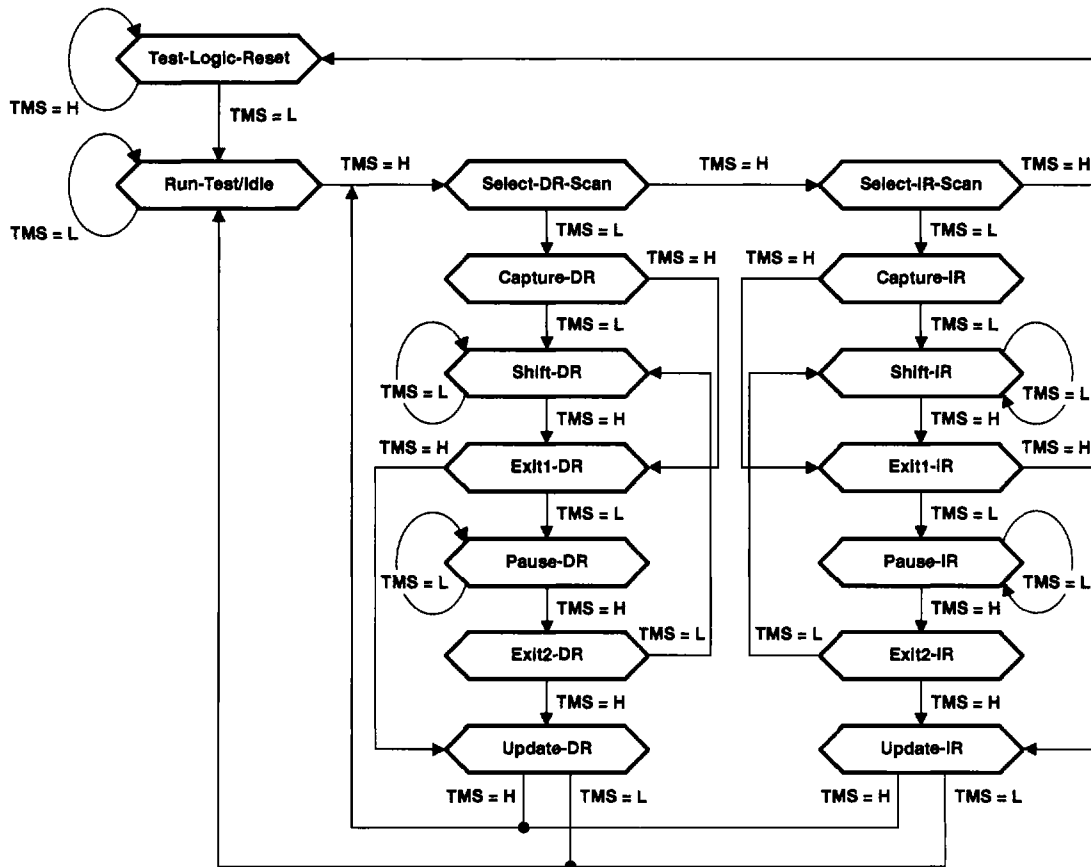 Test-Logic-Reset
TMS = H
TMS = L
Run-Test/Idle
TMS = H
Select-DR-Scan
TMS = H
Select-IR-Scan
TMS = H
TMS = L
TMS = L
TMS = L
Capture-DR
TMS = H
TMS = H
Capture-IR
TMS = L
TMS = L
Shift-DR
Shift-IR
TMS = L
TMS = L
TMS = H
TMS = H
TMS = H
Exit1-DR
Exit1-IR
TMS = H
TMS = L
TMS = L
Pause-DR
Pause-IR
TMS = L
TMS = L
TMS = H
TMS = H
Exit2-DR
TMS = L
TMS = L
Exit2-IR
TMS = H
TMS = H
Update-DR
Update-IR
TMS = H
TMS = L
TMS = H
TMS = L